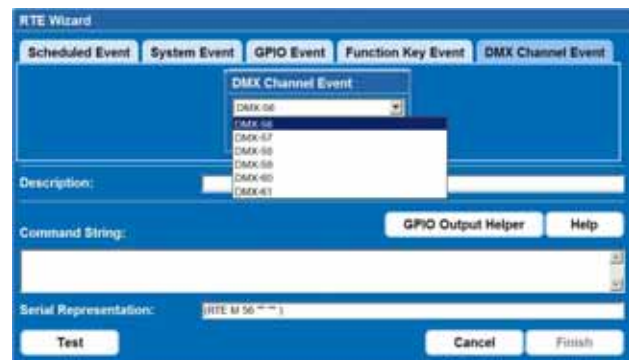 RTE Wizard
Scheduled Event System Event GPIO Event Function Key Event DMX Channel Event
DMX Channel Event
DMX-56
DMX-56
DMX-57
DMX-58
DMX-59
DMX-60
DMX-61
Description:
GPIO Output Helper Help
Command String:
Serial Representation: (RTE M 56 "" "" )
Test Cancel Finish